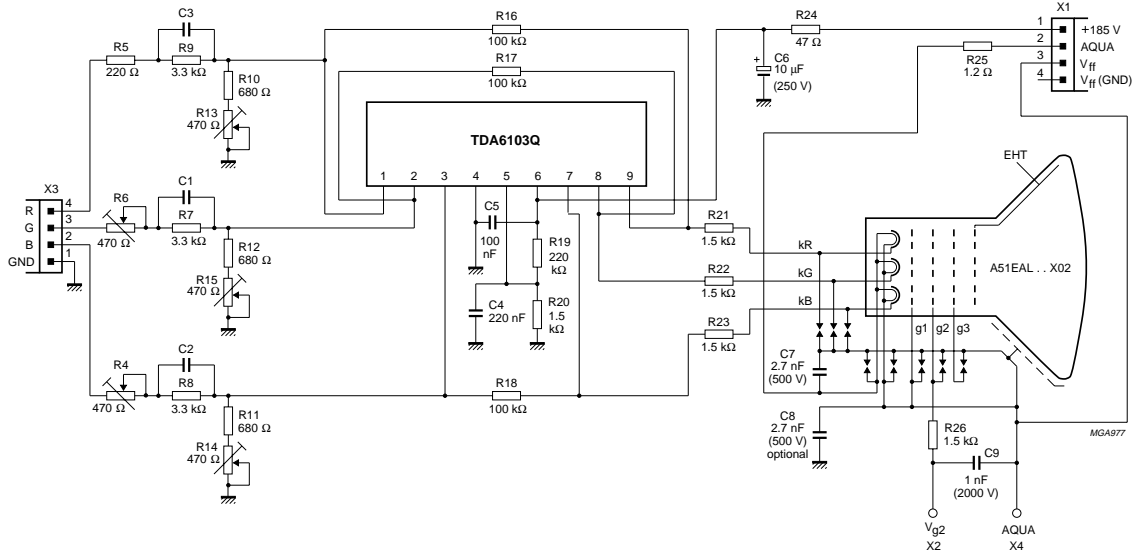 C3
R5
220 Ω
R9
3.3 kΩ
R10
680 Ω
R13
470 Ω
R16
100 kΩ
R17
100 kΩ
TDA6103Q
1 2 3 4 5 6 7 8 9
R24
47 Ω
C6
+
10 μF
(250 V)
R25
1.2 Ω
X1
1 +185 V
2 AQUA
3 Vff
4 Vff (GND)
X3
R 4
G 3
B 2
GND 1
R6
470 Ω
C1
R7
3.3 kΩ
R12
680 Ω
R15
470 Ω
C5
100
nF
R19
220
kΩ
C4
220 nF
R20
1.5
kΩ
R21
1.5 kΩ
R22
1.5 kΩ
R23
1.5 kΩ
kR
kG
kB
EHT
A51EAL . . X02
g1 g2 g3
R4
470 Ω
C2
R8
3.3 kΩ
R11
680 Ω
R14
470 Ω
R18
100 kΩ
C7
2.7 nF
(500 V)
C8
2.7 nF
(500 V)
optional
R26
1.5 kΩ
C9
1 nF
(2000 V)
MGA977
Vg2
X2
AQUA
X4